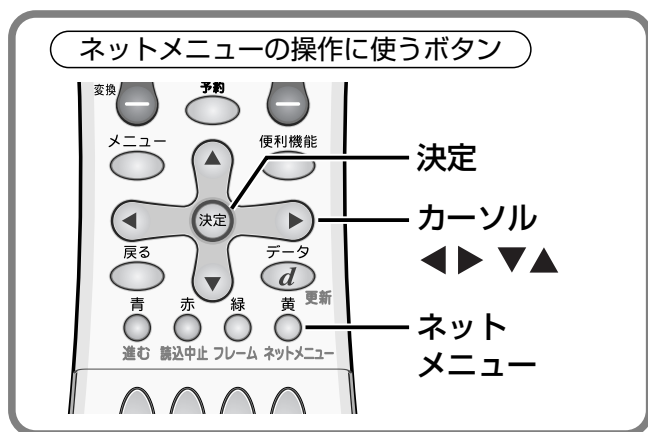 ネットメニューの操作に使うボタン
変換
予約
メニュー
便利機能
決定
決定
カーソル
◀▶ ▼▲
戻る
データ
d
更新
青 赤 緑 黄
進む 読込中止 フレーム ネットメニュー
ネット
メニュー